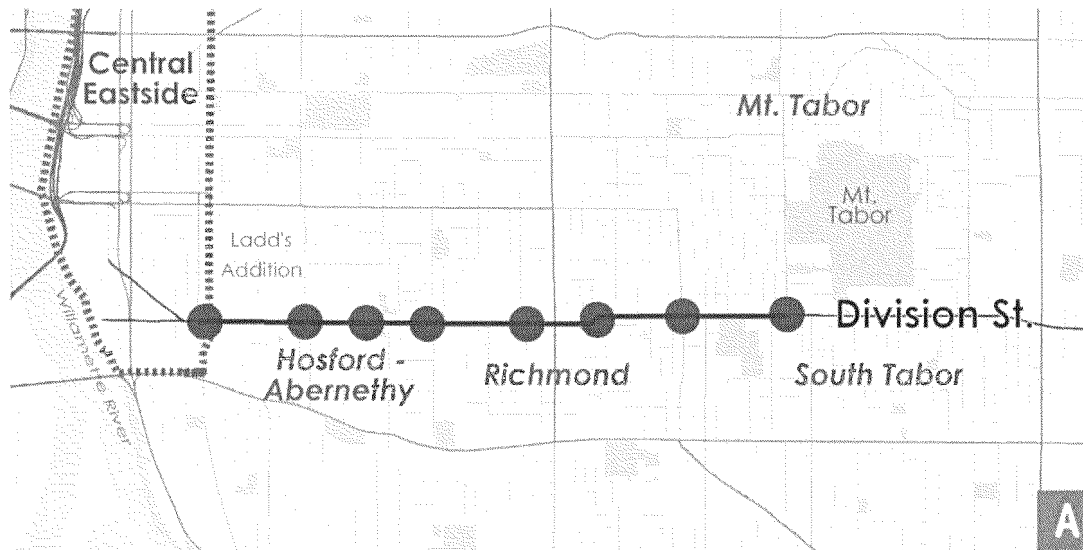 Central
Eastside
Mt. Tabor
Mt.
Tabor
Ladd's
Addition
Division St.
Hosford -
Abernethy
Richmond
South Tabor
Willamette River
A